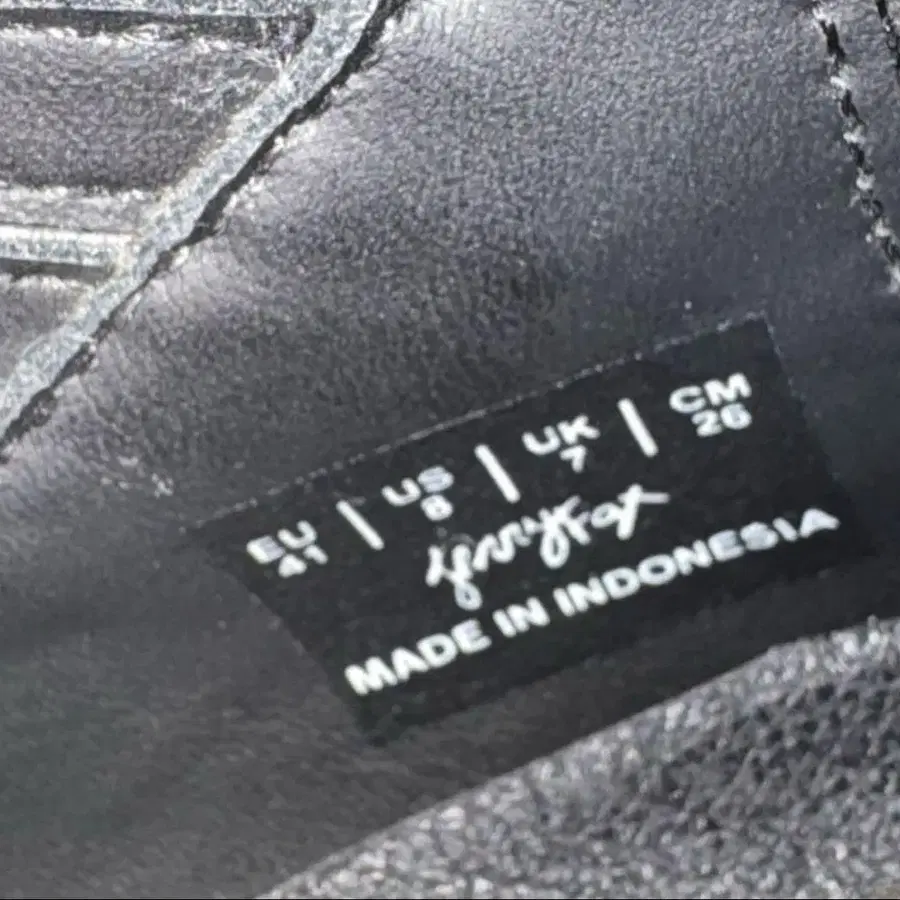 EU | US | UK | CM
41 8 7 26
MADE IN INDONESIA